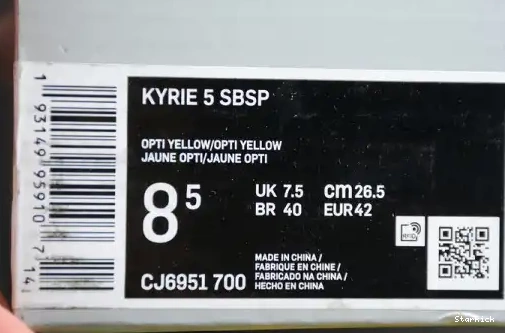 KYRIE 5 SBSP
OPTI YELLOW/OPTI YELLOW
JAUNE OPTI/JAUNE OPTI
8 5
UK 7.5 cm 26.5
BR 40 EUR 42
MADE IN CHINA /
FABRIQUE EN CHINE /
FABRICADO NA CHINA /
HECHO EN CHINA
CJ6951 700
1 93149 95910 7 14
RFID
Starkick